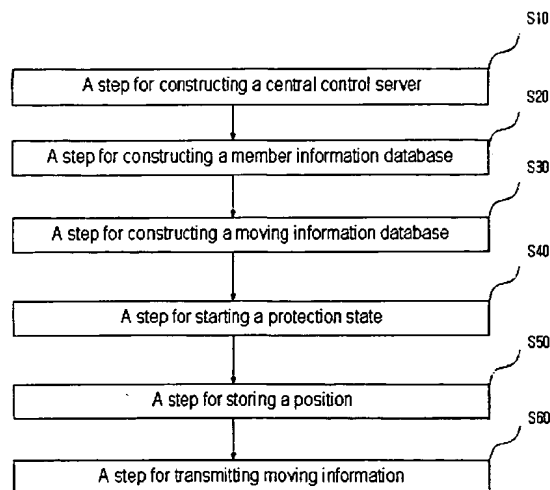 S10
A step for constructing a central control server
S20
A step for constructing a member information database
S30
A step for constructing a moving information database
S40
A step for starting a protection state
S50
A step for storing a position
S60
A step for transmitting moving information